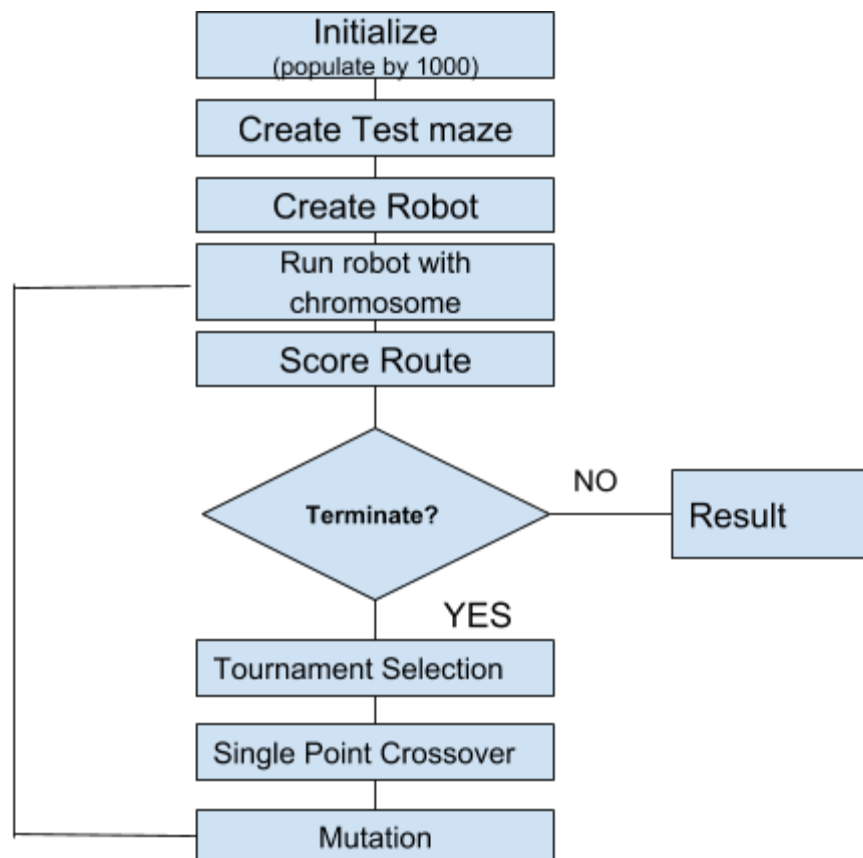 Initialize
(populate by 1000)
Create Test maze
Create Robot
Run robot with
chromosome
Score Route
Terminate?
NO
Result
YES
Tournament Selection
Single Point Crossover
Mutation